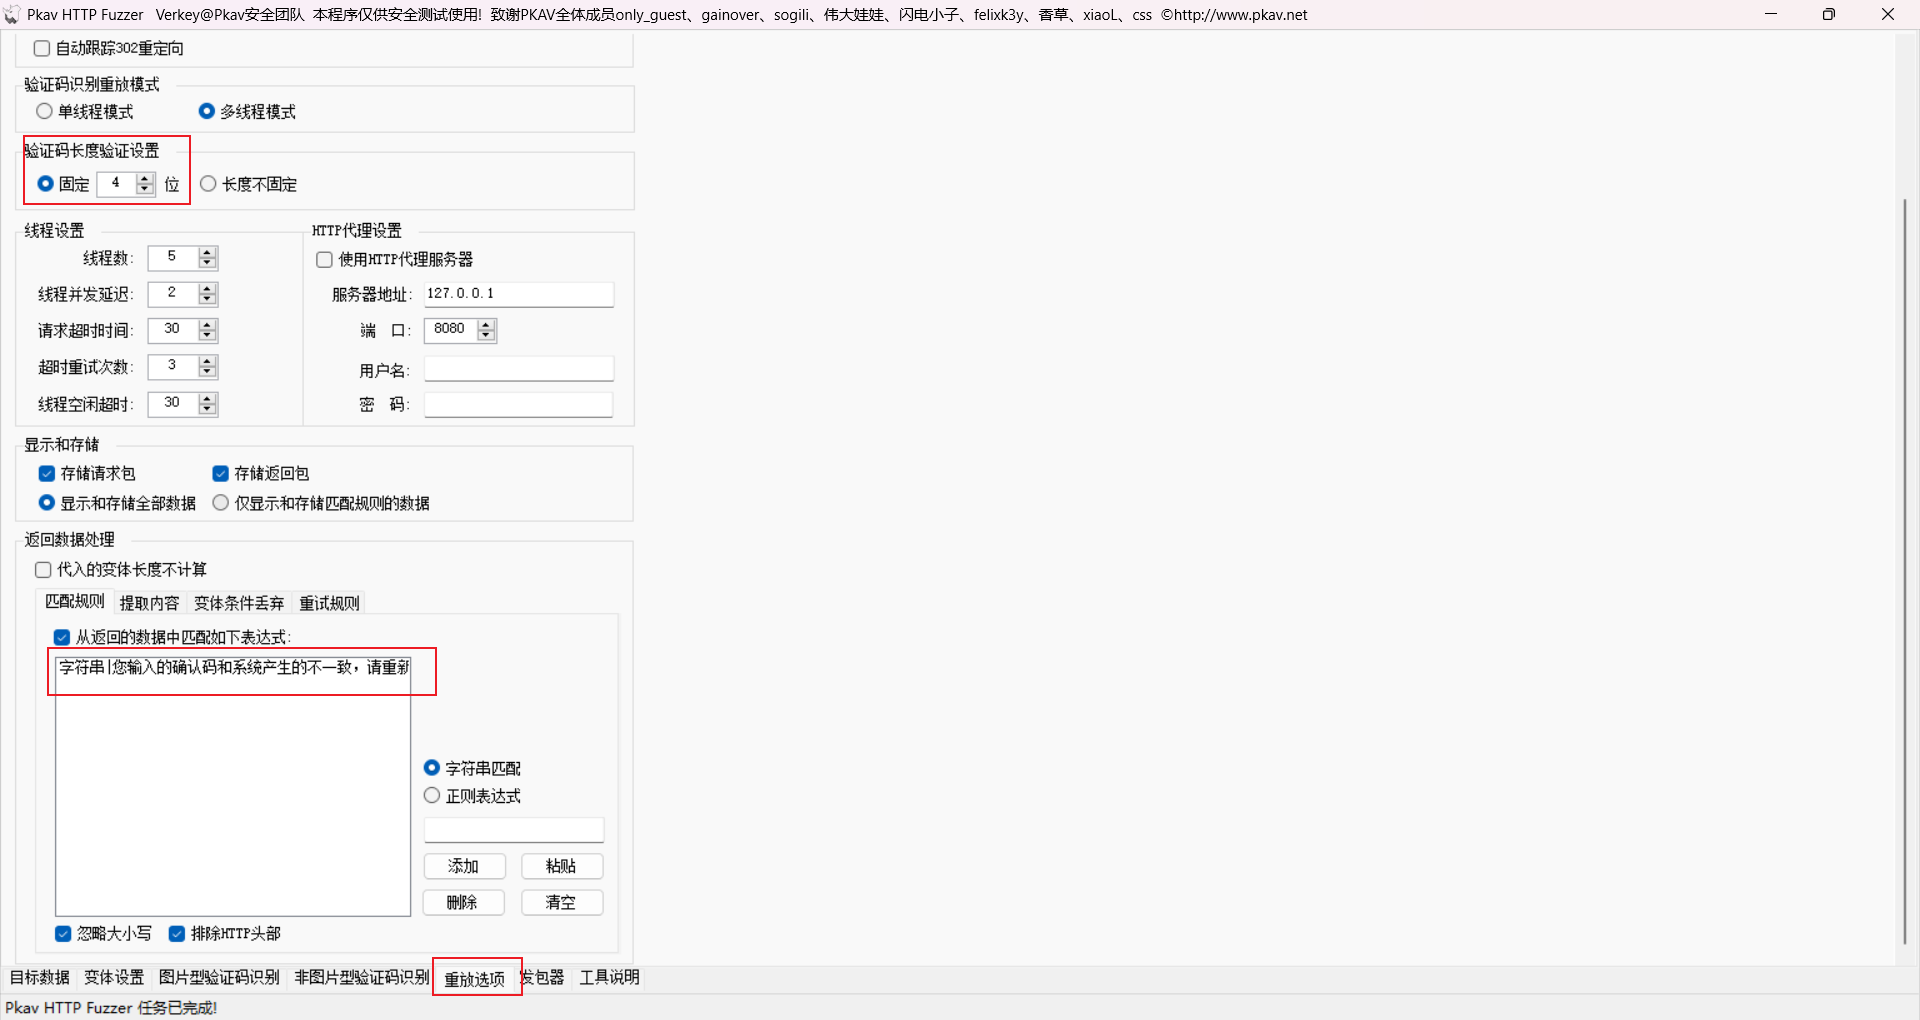 Pkav HTTP Fuzzer Verkey@Pkav安全团队 本程序仅供安全测试使用! 致谢PKAV全体成员only_guest、gainover、sogili、伟大娃娃、闪电小子、felixk3y、香草、xiaoL、css ©http://www.pkav.net
自动跟踪302重定向
验证码识别重放模式
单线程模式 多线程模式
验证码长度验证设置
固定 4 位 长度不固定
线程设置 HTTP代理设置
线程数: 5 使用HTTP代理服务器
线程并发延迟: 2 服务器地址: 127.0.0.1
请求超时时间: 30 端 口: 8080
超时重试次数: 3 用户名:
线程空闲超时: 30 密 码:
显示和存储
存储请求包 存储返回包
显示和存储全部数据 仅显示和存储匹配规则的数据
返回数据处理
代入的变体长度不计算
匹配规则 提取内容 变体条件丢弃 重试规则
从返回的数据中匹配如下表达式:
字符串|您输入的确认码和系统产生的不一致，请重新
字符串匹配
正则表达式
添加 粘贴
删除 清空
忽略大小写 排除HTTP头部
目标数据 变体设置 图片型验证码识别 非图片型验证码识别 重放选项 发包器 工具说明
Pkav HTTP Fuzzer 任务已完成!